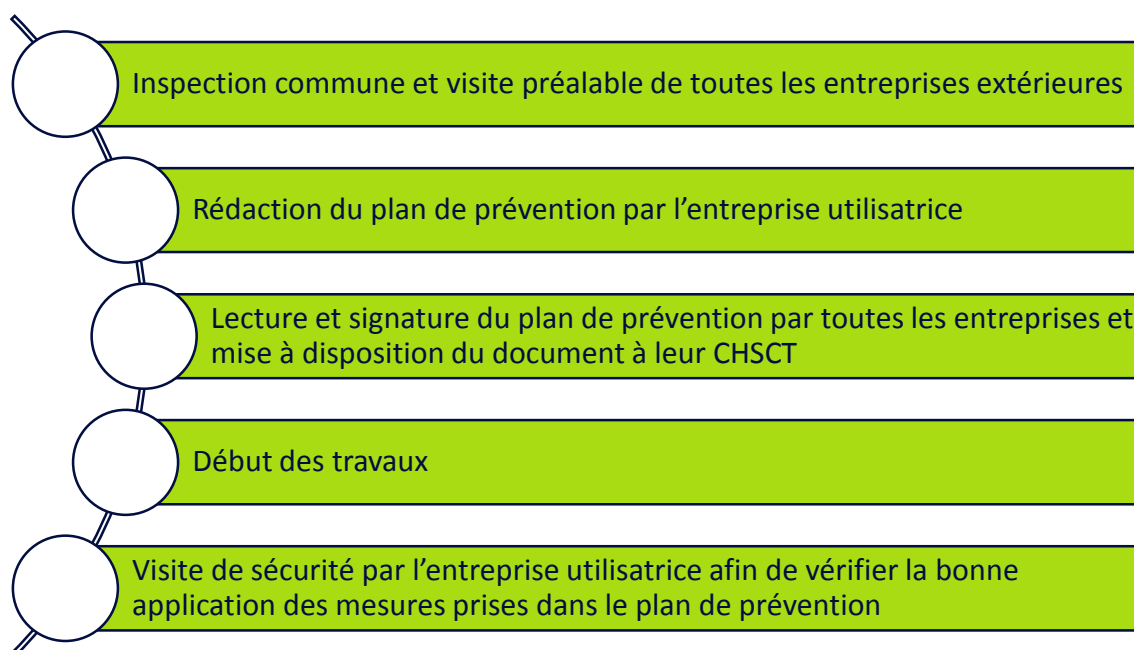 Inspection commune et visite préalable de toutes les entreprises extérieures
Rédaction du plan de prévention par l'entreprise utilisatrice
Lecture et signature du plan de prévention par toutes les entreprises et
mise à disposition du document à leur CHSCT
Début des travaux
Visite de sécurité par l'entreprise utilisatrice afin de vérifier la bonne
application des mesures prises dans le plan de prévention